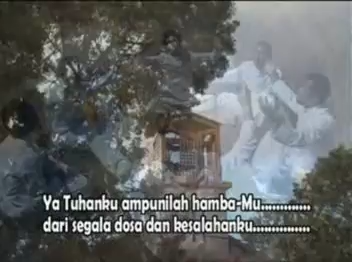 Ya Tuhanku ampunilah hamba-Mu.............
dari segala dosa dan kesalahanku...............